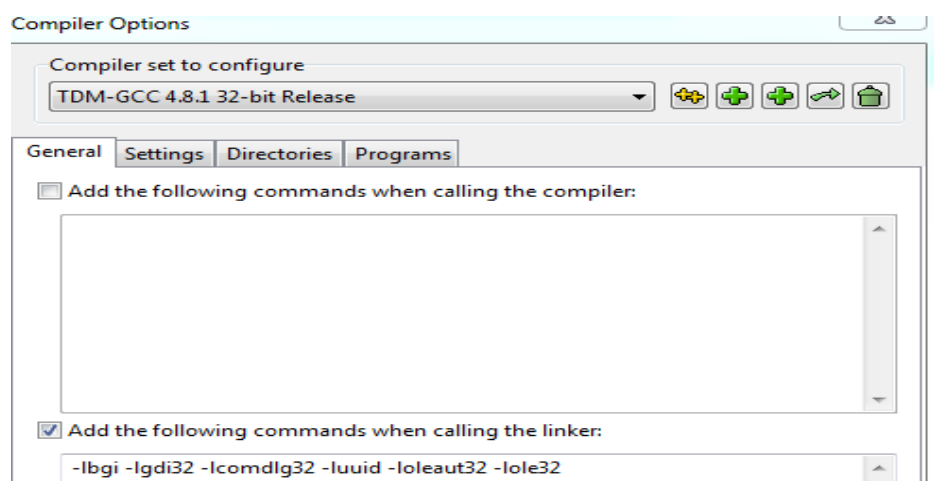 Compiler Options
Compiler set to configure
TDM-GCC 4.8.1 32-bit Release
General Settings Directories Programs
Add the following commands when calling the compiler:
Add the following commands when calling the linker:
-lbgi -lgdi32 -lcomdlg32 -luuid -loleaut32 -lole32